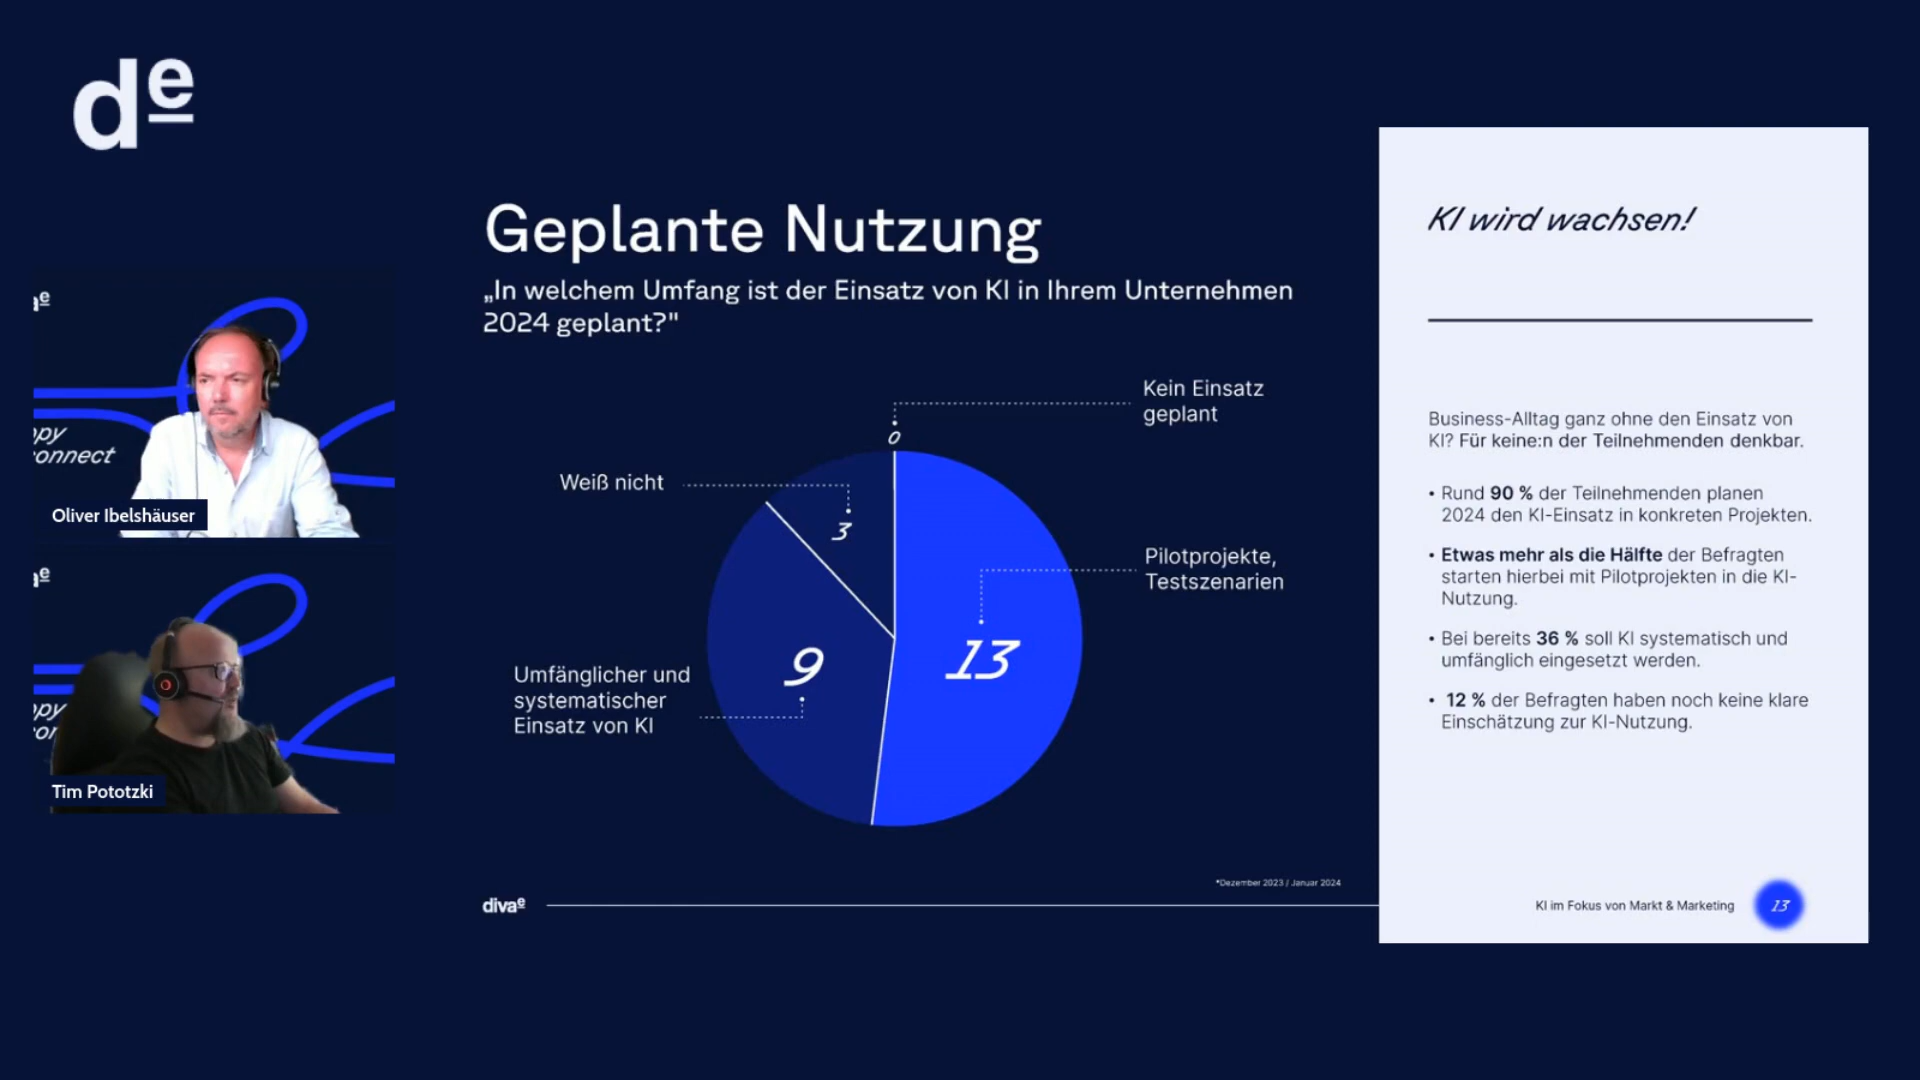 de
Geplante Nutzung
„In welchem Umfang ist der Einsatz von KI in Ihrem Unternehmen
2024 geplant?"
Kein Einsatz
geplant
0
Weiß nicht
3
Pilotprojekte,
Testszenarien
13
Umfänglicher und
systematischer
Einsatz von KI
9
*Dezember 2023 / Januar 2024
divae
KI wird wachsen!
Business-Alltag ganz ohne den Einsatz von
KI? Für keine:n der Teilnehmenden denkbar.
• Rund 90 % der Teilnehmenden planen
2024 den KI-Einsatz in konkreten Projekten.
• Etwas mehr als die Hälfte der Befragten
starten hierbei mit Pilotprojekten in die KI-
Nutzung.
• Bei bereits 36 % soll KI systematisch und
umfänglich eingesetzt werden.
• 12 % der Befragten haben noch keine klare
Einschätzung zur KI-Nutzung.
KI im Fokus von Markt & Marketing
13
Oliver Ibelshäuser
Tim Pototzki